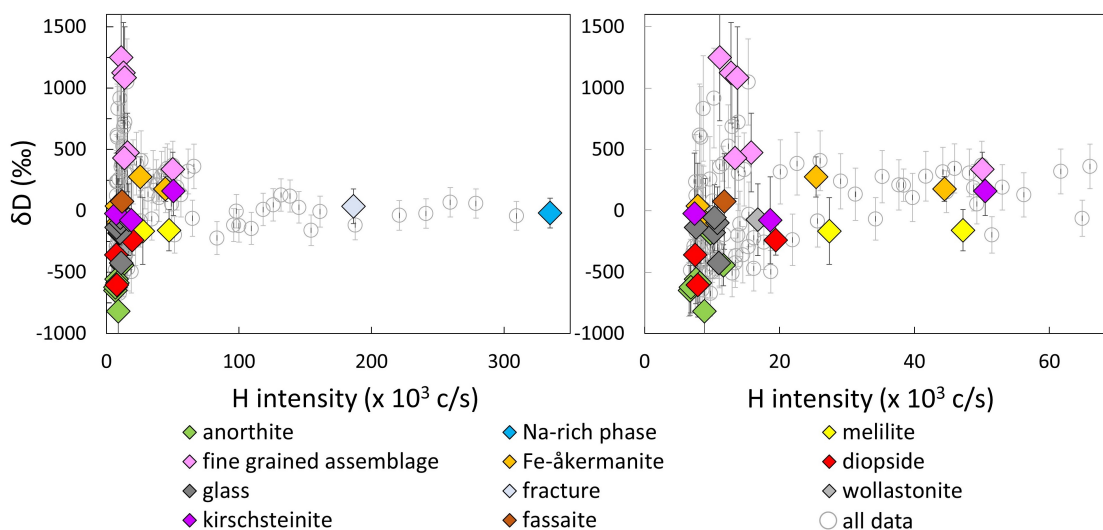 1500
1000
500
0
-500
-1000
δD (‰)
0 100 200 300
H intensity (x 10³ c/s)
1500
1000
500
0
-500
-1000
0 20 40 60
H intensity (x 10³ c/s)
anorthite Na-rich phase melilite
fine grained assemblage Fe-åkermanite diopside
glass fracture wollastonite
kirschsteinite fassaite all data